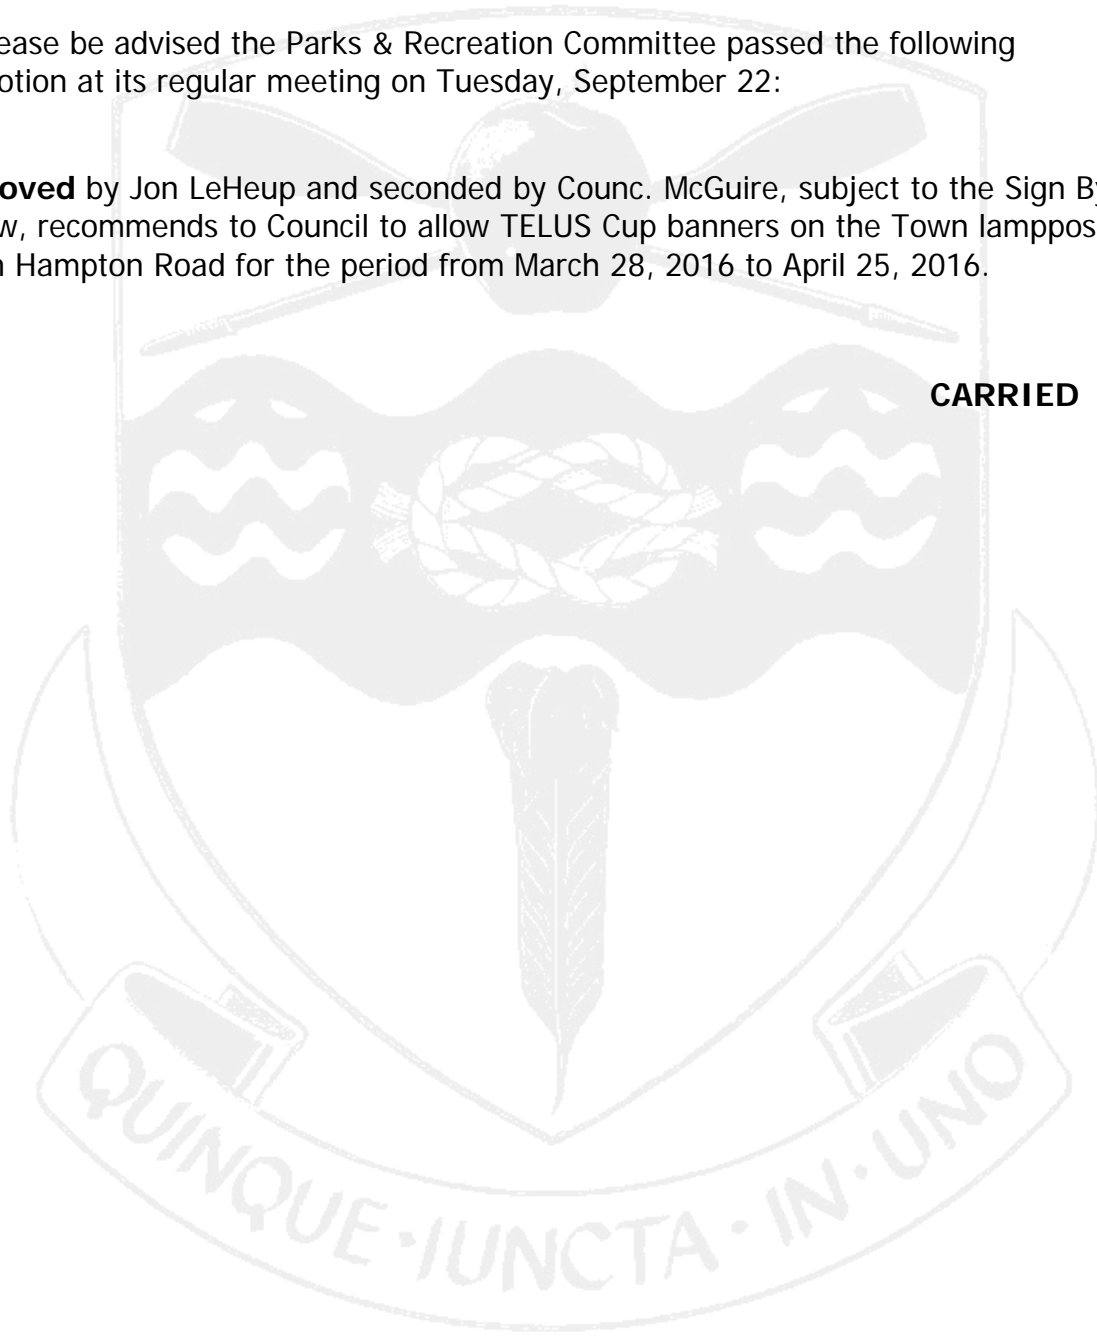 ease be advised the Parks & Recreation Committee passed the following
otion at its regular meeting on Tuesday, September 22:
oved by Jon LeHeup and seconded by Counc. McGuire, subject to the Sign By
w, recommends to Council to allow TELUS Cup banners on the Town lamppos
n Hampton Road for the period from March 28, 2016 to April 25, 2016.
CARRIED
QUINQUE · IUNCTA · IN · UNO